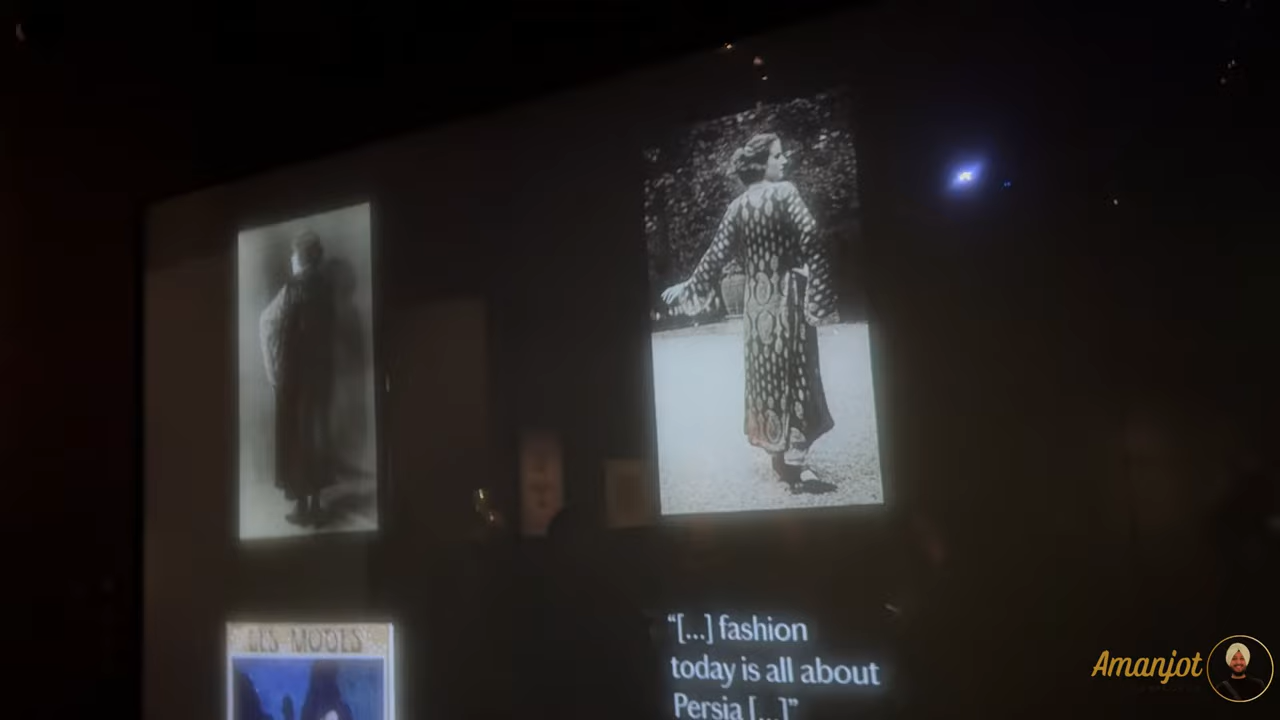 LES MODES
"[...] fashion
today is all about
Persia [...]"
Amanjot